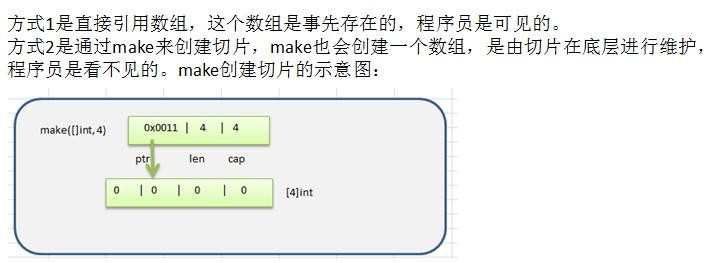 方式1是直接引用数组，这个数组是事先存在的，程序员是可见的。
方式2是通过make来创建切片，make也会创建一个数组，是由切片在底层进行维护，
程序员是看不见的。make创建切片的示意图：
make([]int,4) 0x0011 | 4 | 4
ptr len cap
0 | 0 | 0 | 0 [4]int